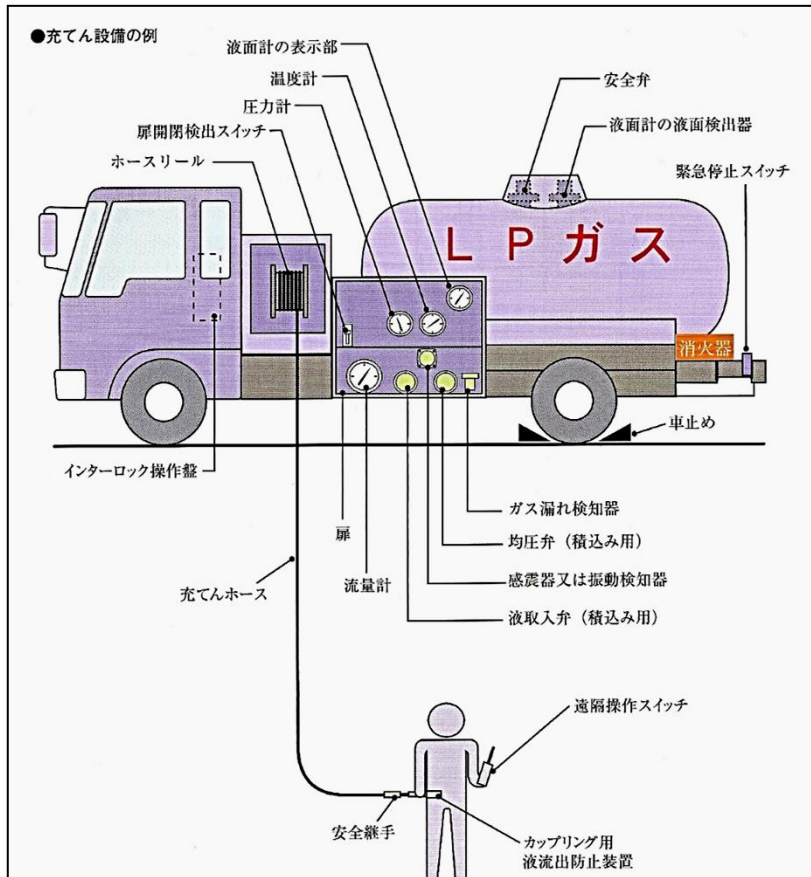 ●充てん設備の例
液面計の表示部
温度計
圧力計
扉開閉検出スイッチ
ホースリール
安全弁
液面計の液面検出器
緊急停止スイッチ
LPガス
消火器
車止め
インターロック操作盤
扉
流量計
充てんホース
ガス漏れ検知器
均圧弁(積込み用)
感震器又は振動検知器
液取入弁(積込み用)
遠隔操作スイッチ
安全継手
カップリング用
液流出防止装置